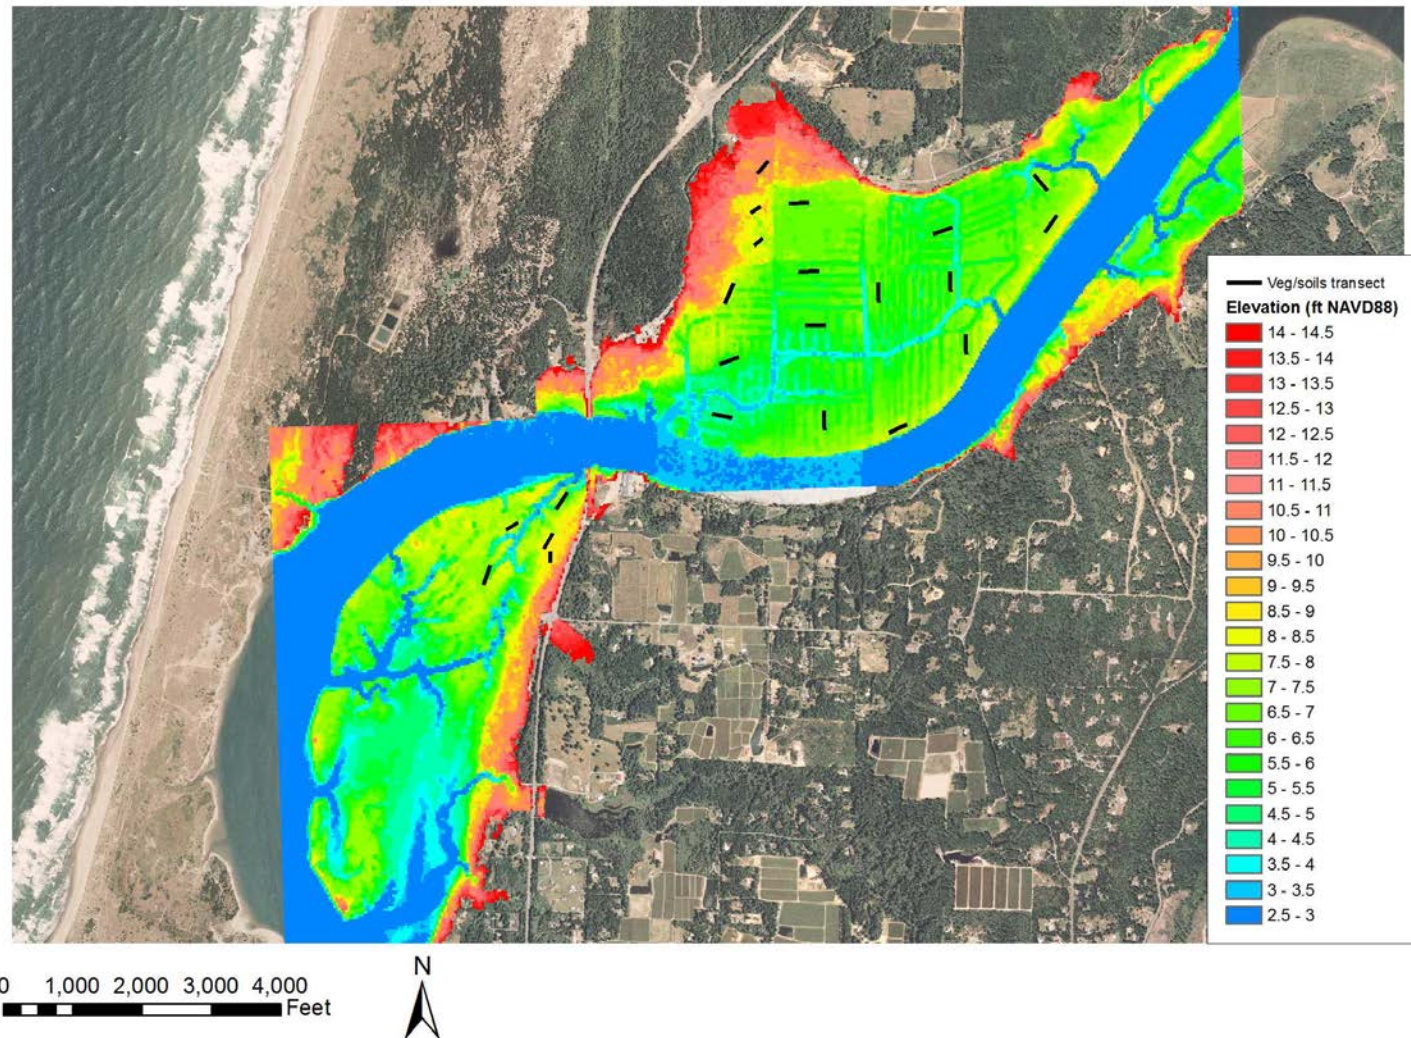 Veg/soils transect
Elevation (ft NAVD88)
14 - 14.5
13.5 - 14
13 - 13.5
12.5 - 13
12 - 12.5
11.5 - 12
11 - 11.5
10.5 - 11
10 - 10.5
9.5 - 10
9 - 9.5
8.5 - 9
8 - 8.5
7.5 - 8
7 - 7.5
6.5 - 7
6 - 6.5
5.5 - 6
5 - 5.5
4.5 - 5
4 - 4.5
3.5 - 4
3 - 3.5
2.5 - 3
N
0 1,000 2,000 3,000 4,000
Feet